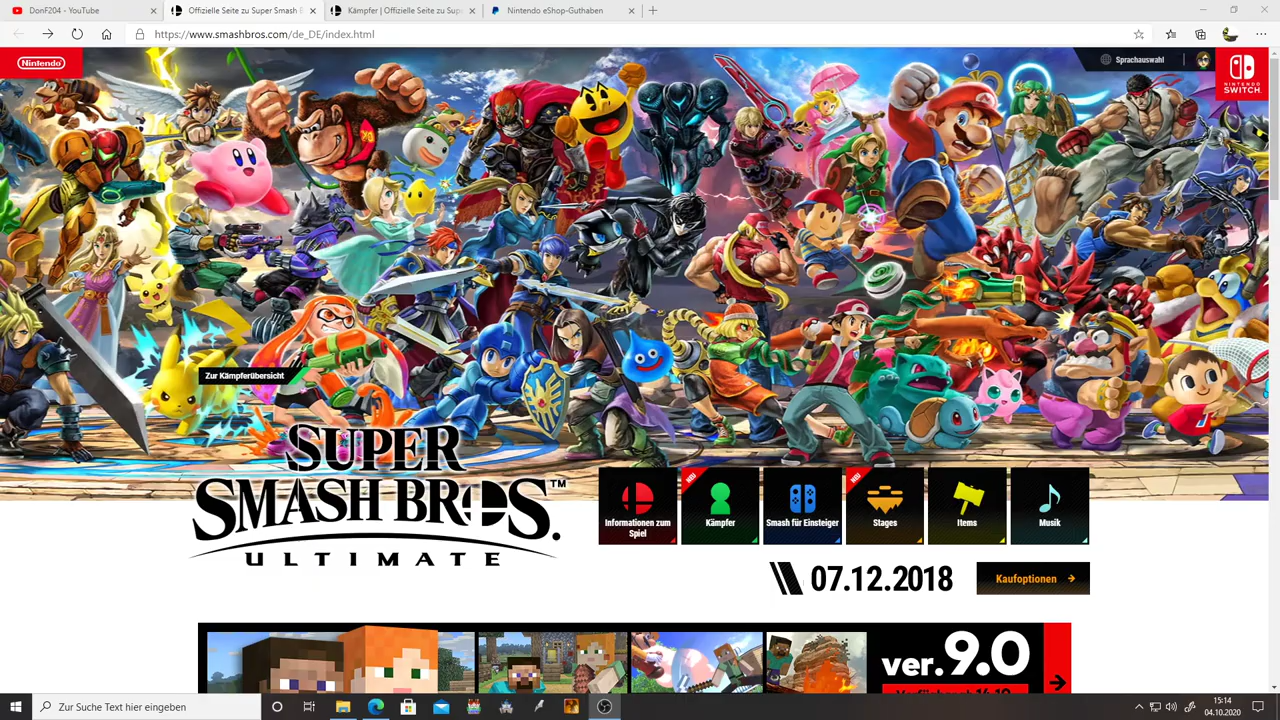 DonF204 - YouTube
Offizielle Seite zu Super Smash B
Kämpfer | Offizielle Seite zu Supe
Nintendo eShop-Guthaben
https://www.smashbros.com/de_DE/index.html
Nintendo
Sprachauswahl
NINTENDO
SWITCH
Zur Kämpferübersicht
SUPER
SMASH BROS.™
ULTIMATE
Informationen zum
Spiel
NEU
Kämpfer
Smash für Einsteiger
NEU
Stages
Items
Musik
07.12.2018
Kaufoptionen
ver.9.0
Zur Suche Text hier eingeben
15:14
04.10.2020